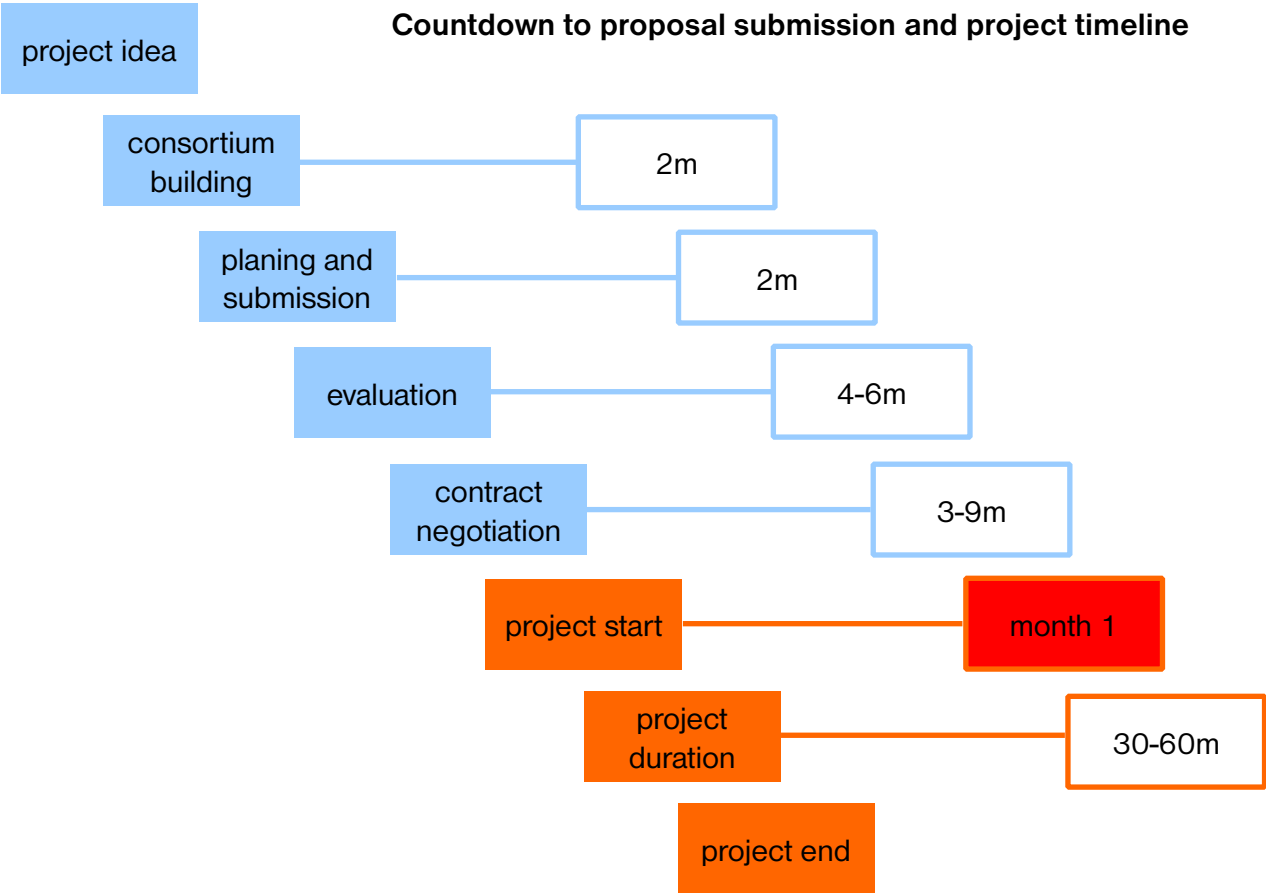 Countdown to proposal submission and project timeline
project idea
consortium
building
2m
planing and
submission
2m
evaluation
4-6m
contract
negotiation
3-9m
project start
month 1
project
duration
30-60m
project end